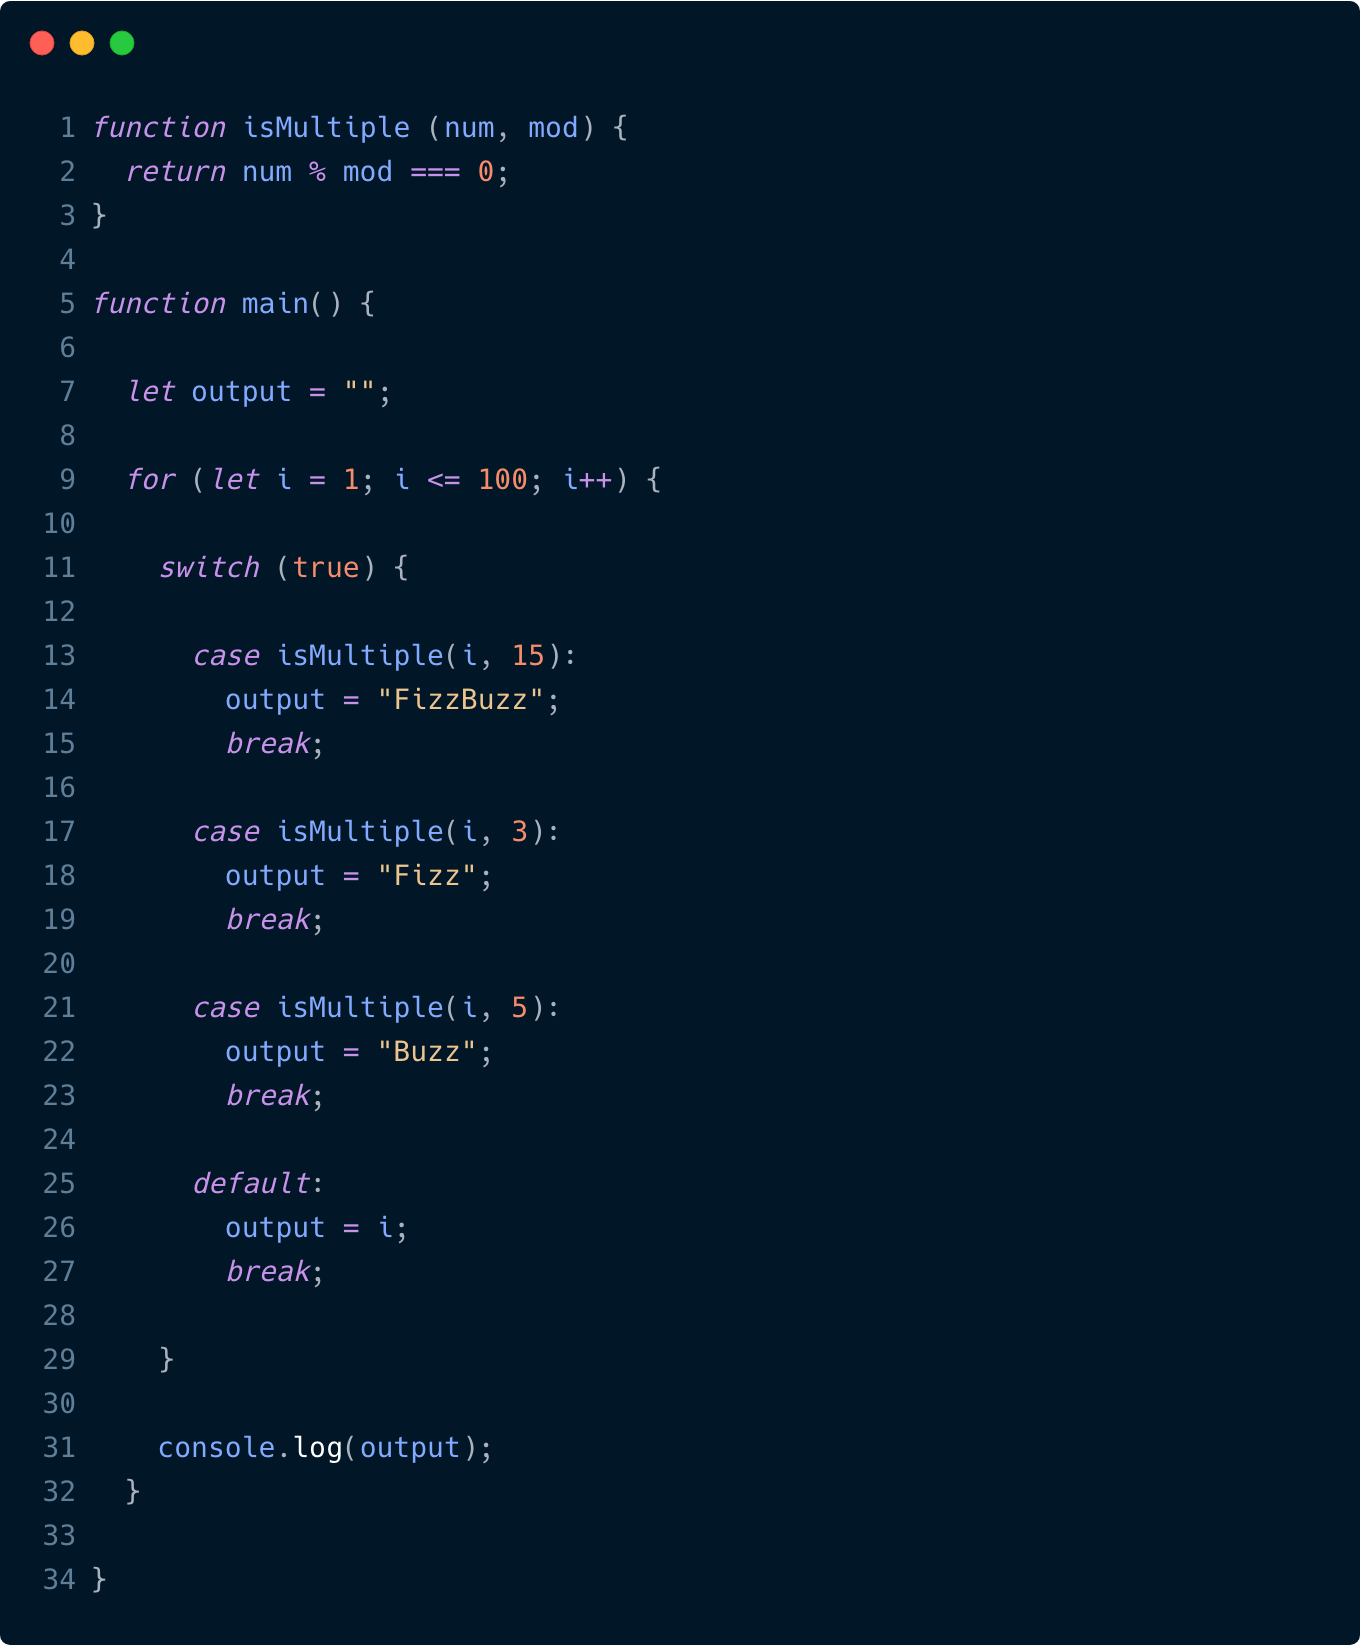 1 function isMultiple (num, mod) {
2   return num % mod === 0;
3 }
4
5 function main() {
6
7   let output = "";
8
9   for (let i = 1; i <= 100; i++) {
10
11     switch (true) {
12
13       case isMultiple(i, 15):
14         output = "FizzBuzz";
15         break;
16
17       case isMultiple(i, 3):
18         output = "Fizz";
19         break;
20
21       case isMultiple(i, 5):
22         output = "Buzz";
23         break;
24
25       default:
26         output = i;
27         break;
28
29     }
30
31     console.log(output);
32   }
33
34 }